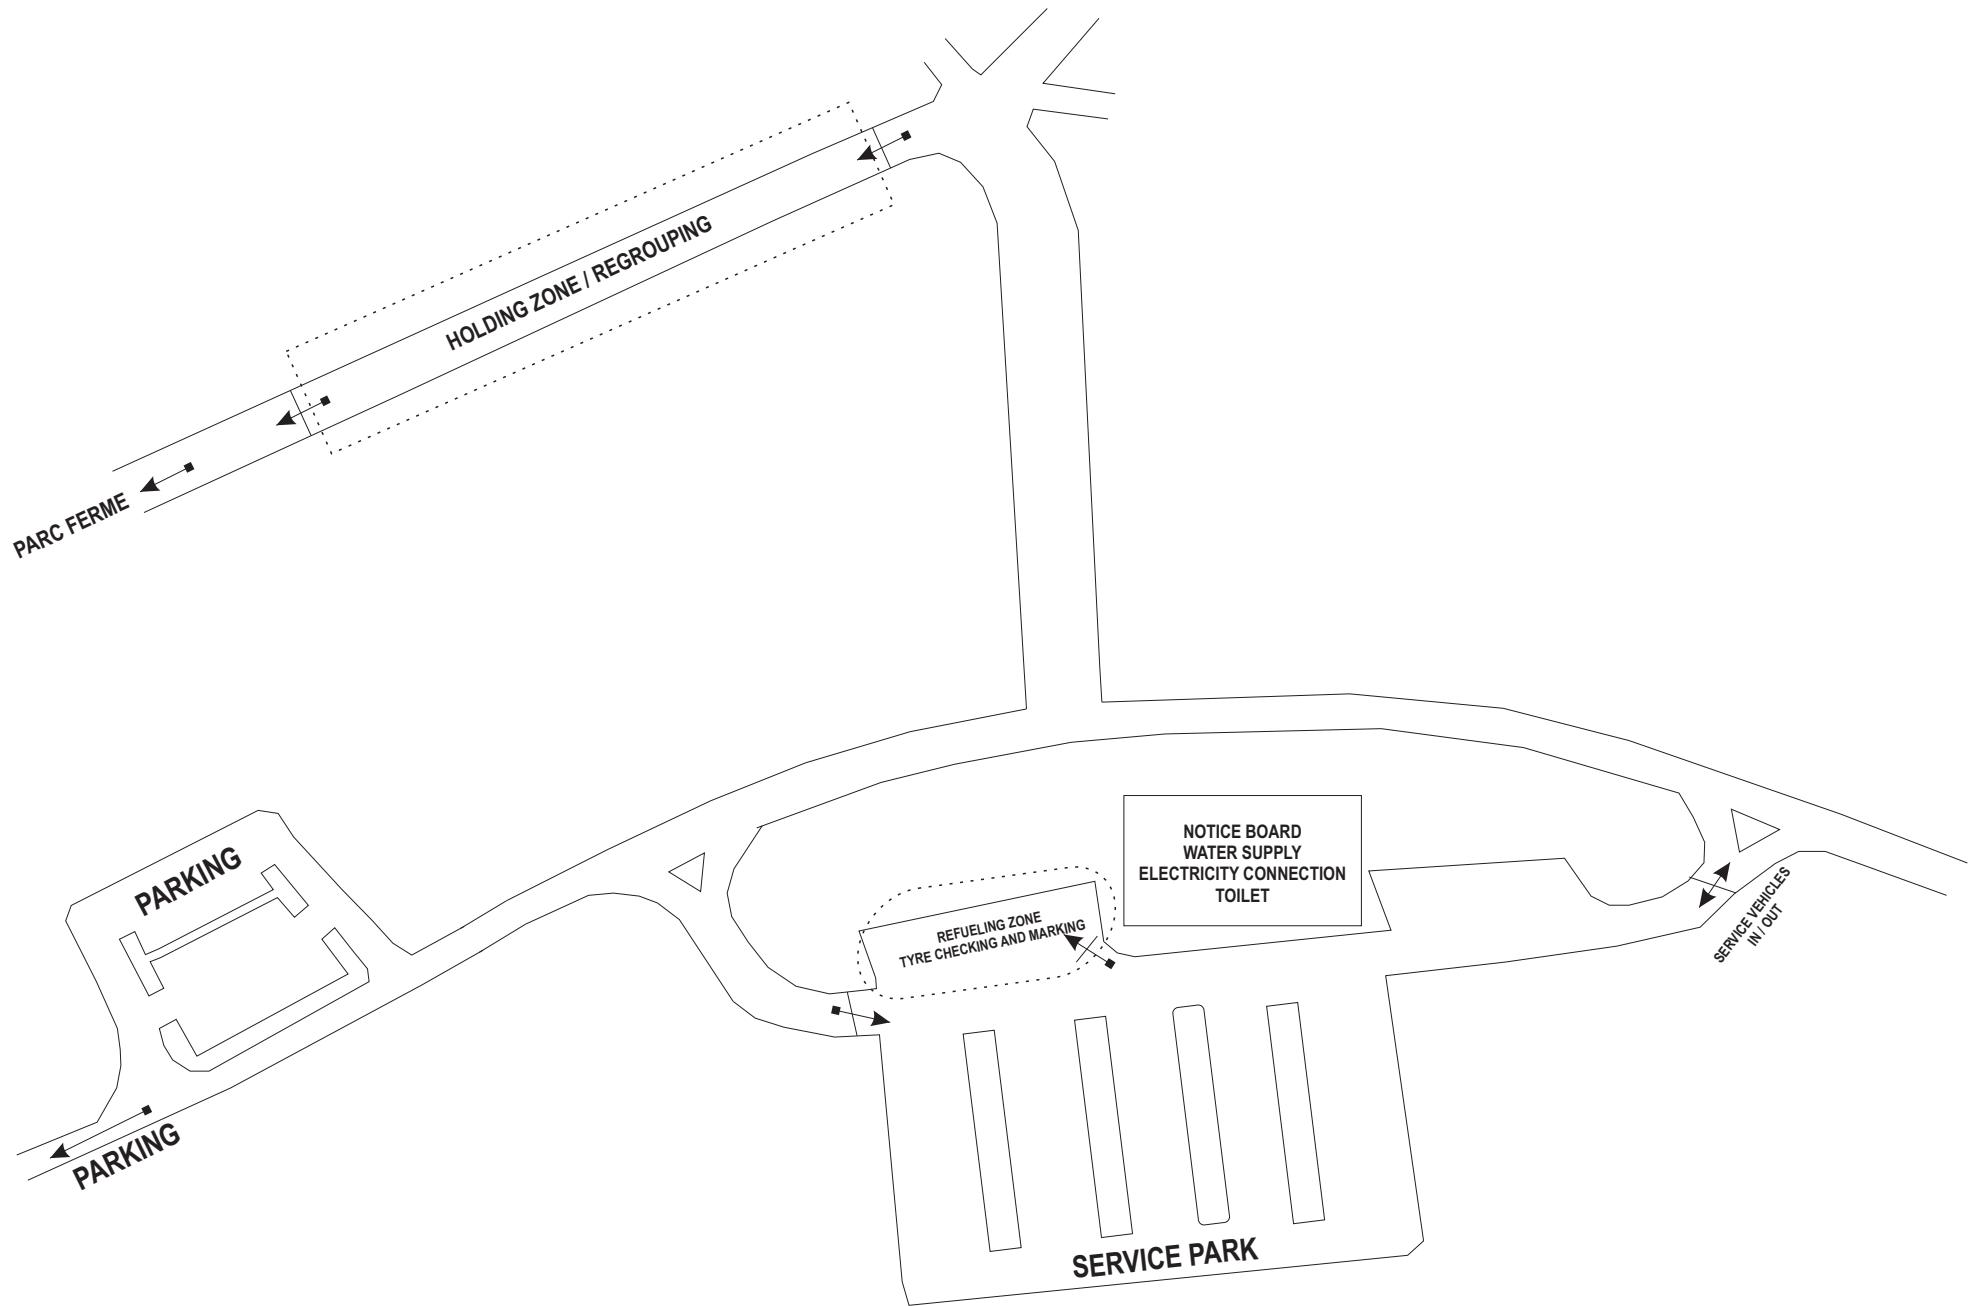 HOLDING ZONE / REGROUPING
PARC FERME
NOTICE BOARD
WATER SUPPLY
ELECTRICITY CONNECTION
TOILET
PARKING
REFUELING ZONE
TYRE CHECKING AND MARKING
SERVICE VEHICLES
IN / OUT
PARKING
SERVICE PARK